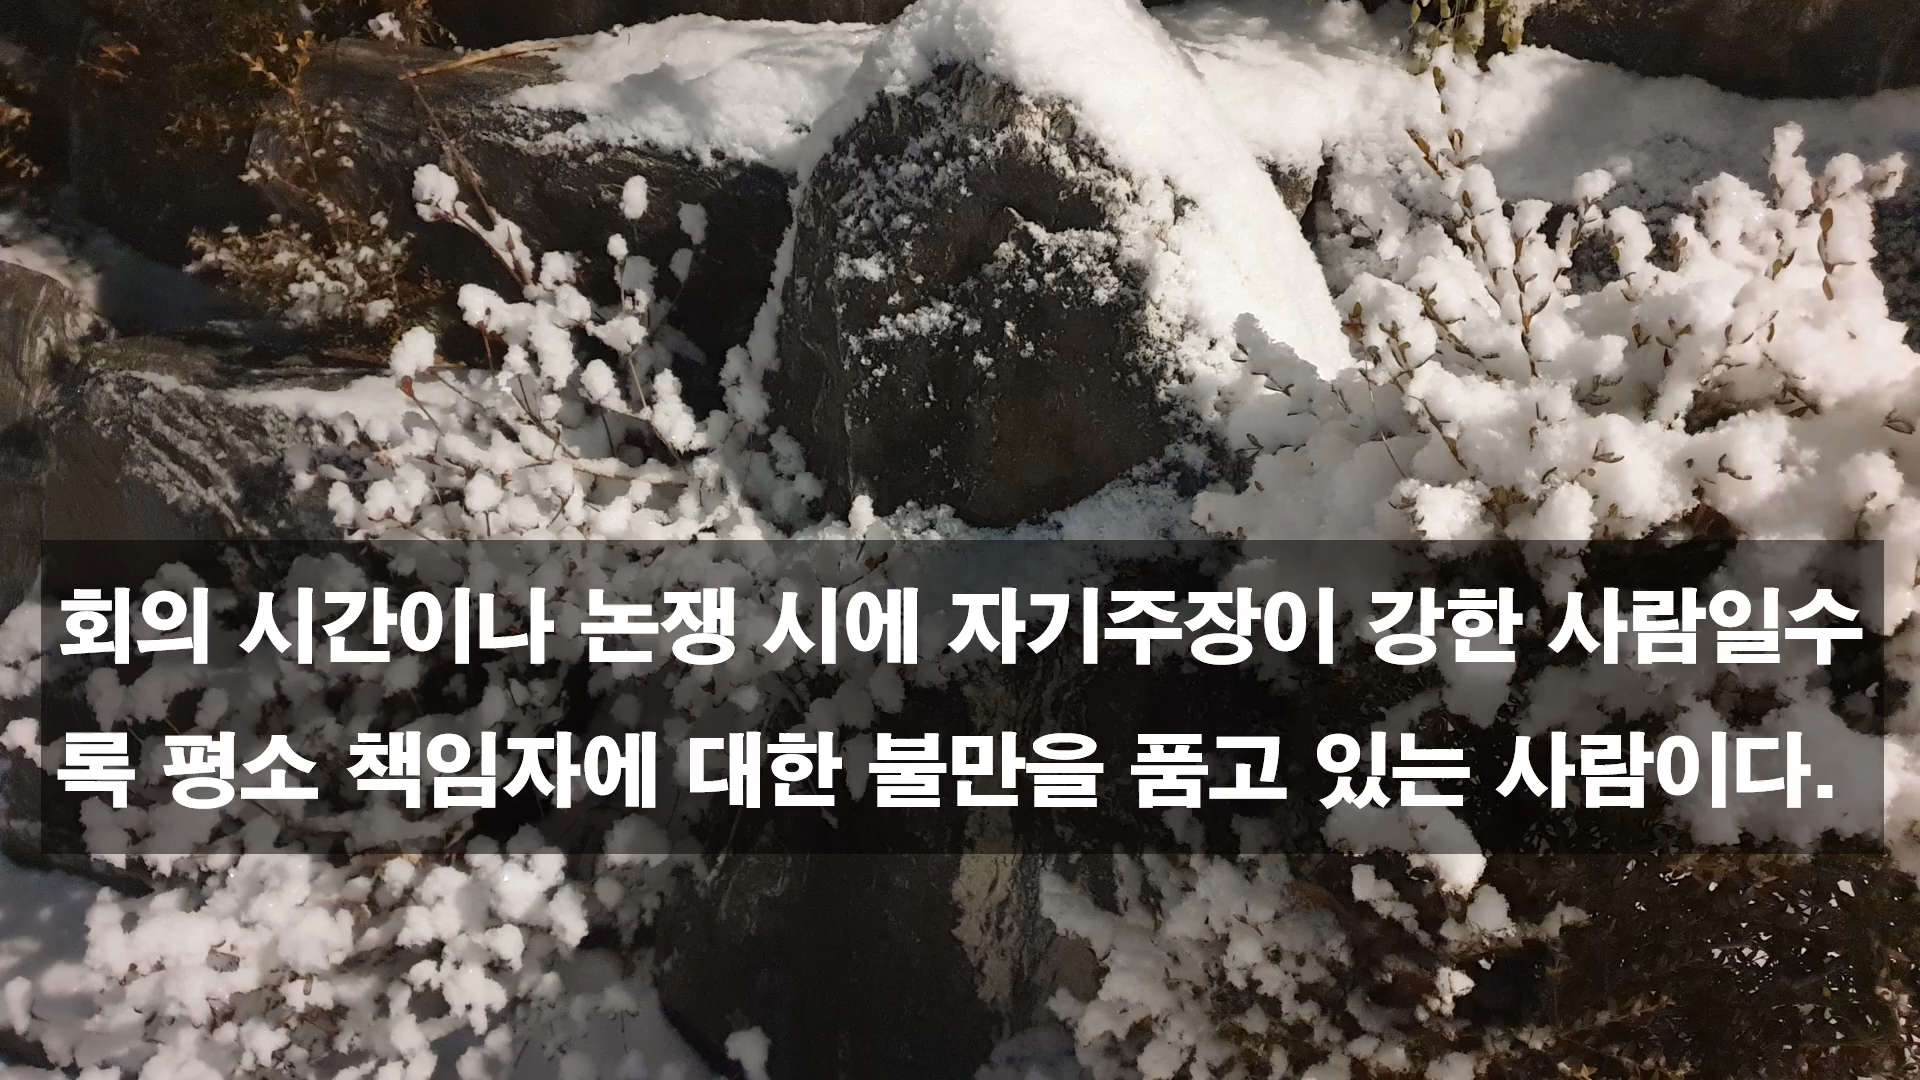 회의 시간이나 논쟁 시에 자기주장이 강한 사람일수
록 평소 책임자에 대한 불만을 품고 있는 사람이다.